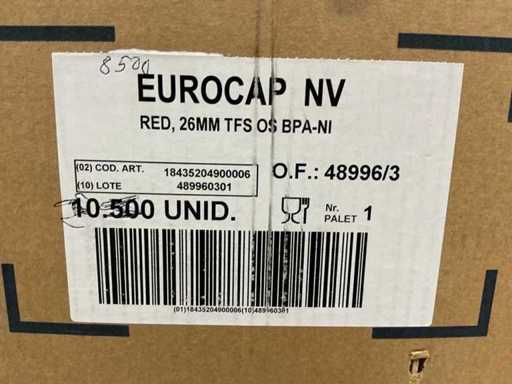 8500
EUROCAP NV
RED, 26MM TFS OS BPA-NI
(02) COD. ART. 18435204900006
(10) LOTE 489960301
O.F.: 48996/3
10.500 UNID.
Nr.
PALET 1
(01)18435204900006(10)489960301